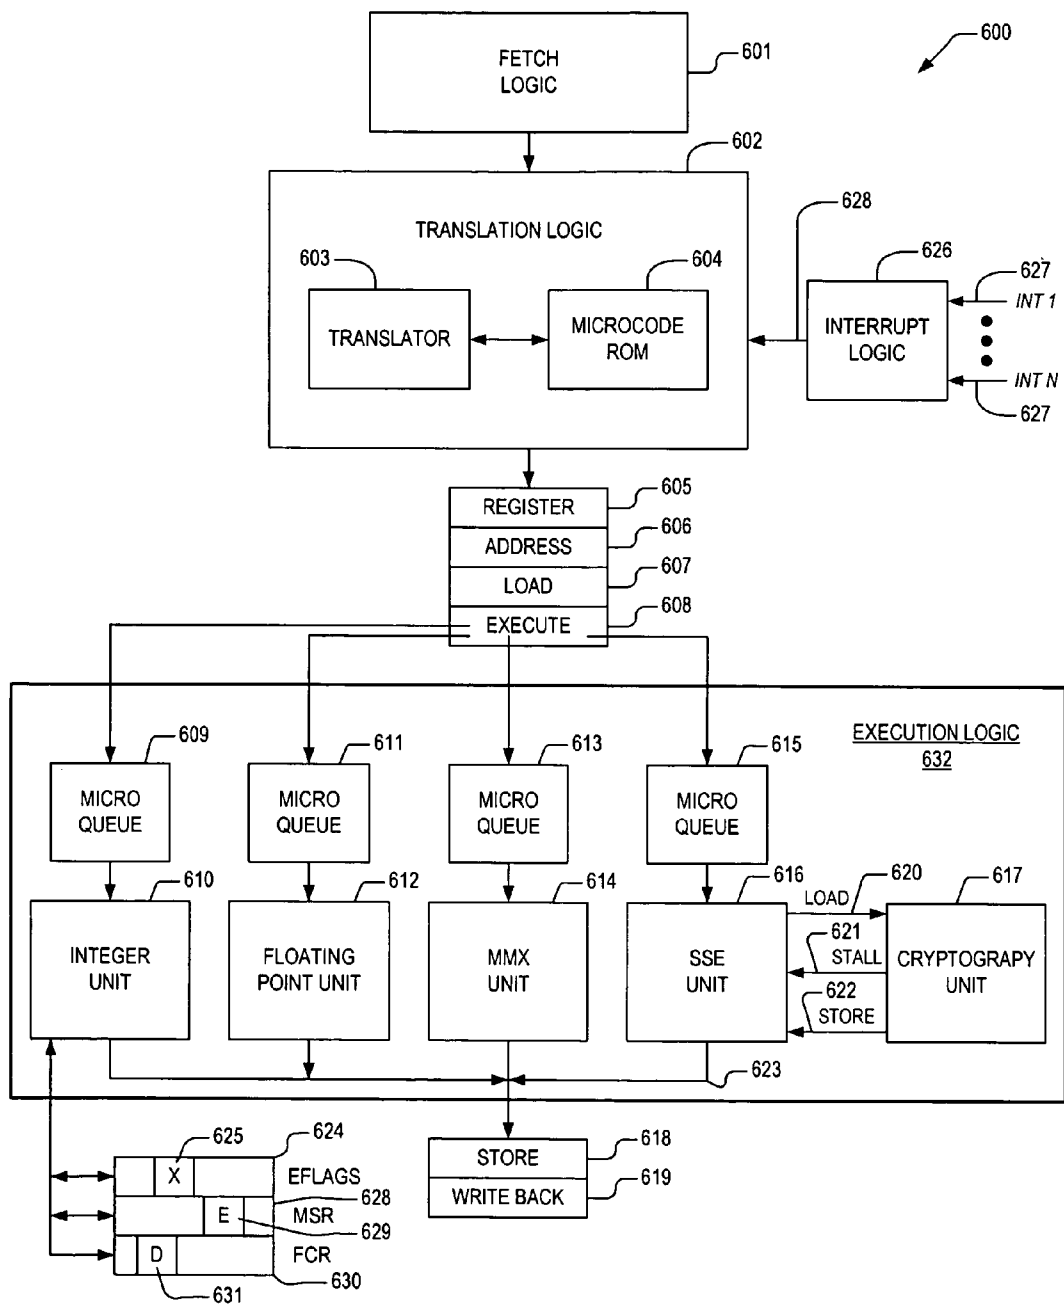 600
FETCH
LOGIC
601
602
TRANSLATION LOGIC
603
604
TRANSLATOR
MICROCODE
ROM
628
626
INTERRUPT
LOGIC
627
INT 1
INT N
627
REGISTER
605
ADDRESS
606
LOAD
607
EXECUTE
608
EXECUTION LOGIC
632
609
611
613
615
MICRO
QUEUE
MICRO
QUEUE
MICRO
QUEUE
MICRO
QUEUE
610
612
614
616
620
617
INTEGER
UNIT
FLOATING
POINT UNIT
MMX
UNIT
SSE
UNIT
LOAD
621
STALL
622
STORE
CRYPTOGRAPY
UNIT
623
625
624
X
EFLAGS
628
E
MSR
629
D
FCR
631
630
STORE
618
WRITE BACK
619